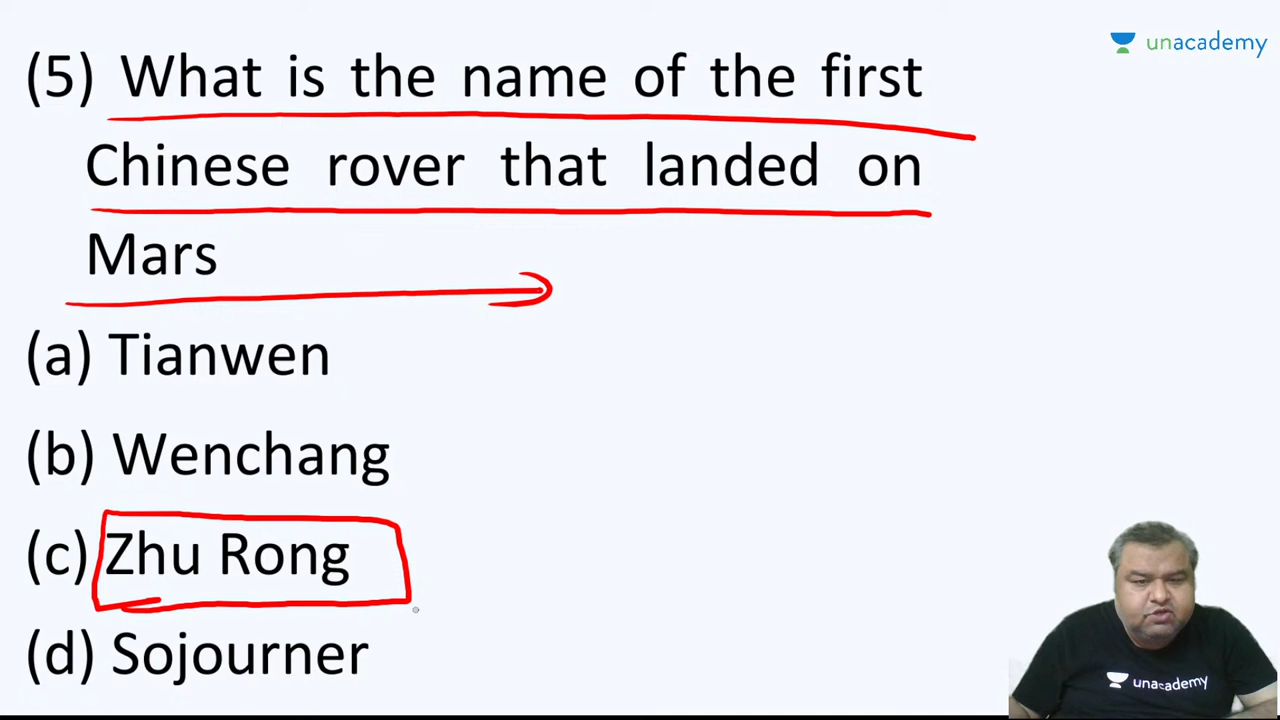 unacademy
(5) What is the name of the first
Chinese rover that landed on
Mars
(a) Tianwen
(b) Wenchang
(c) Zhu Rong
(d) Sojourner
unacademy